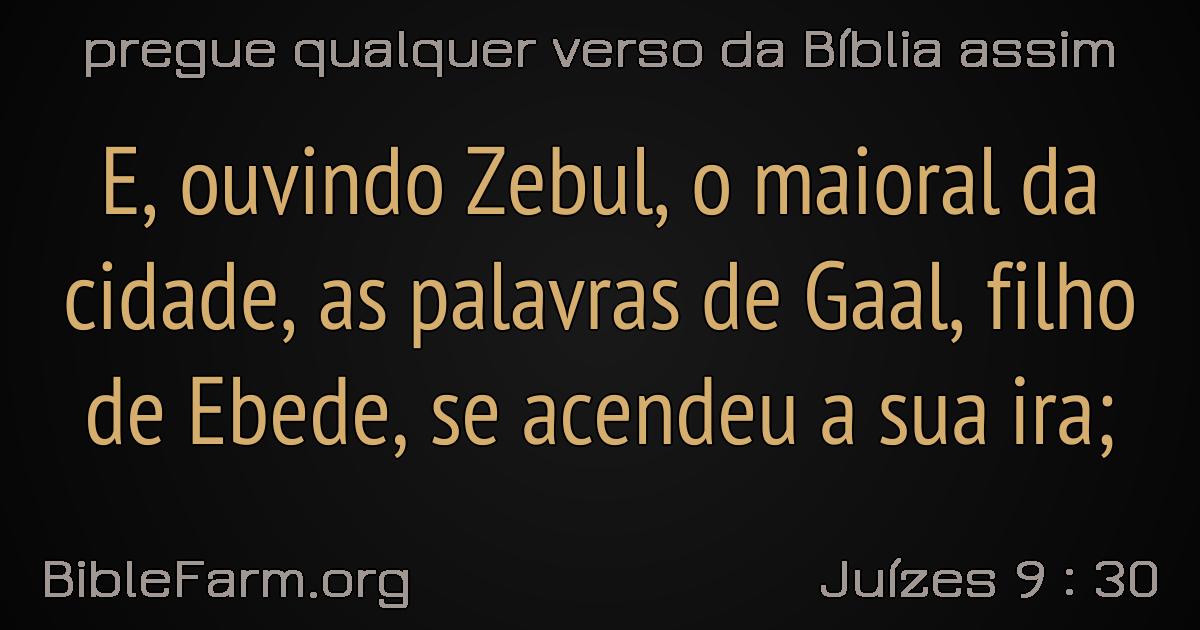 pregue qualquer verso da Bíblia assim
E, ouvindo Zebul, o maioral da
cidade, as palavras de Gaal, filho
de Ebede, se acendeu a sua ira;
BibleFarm.org
Juízes 9 : 30